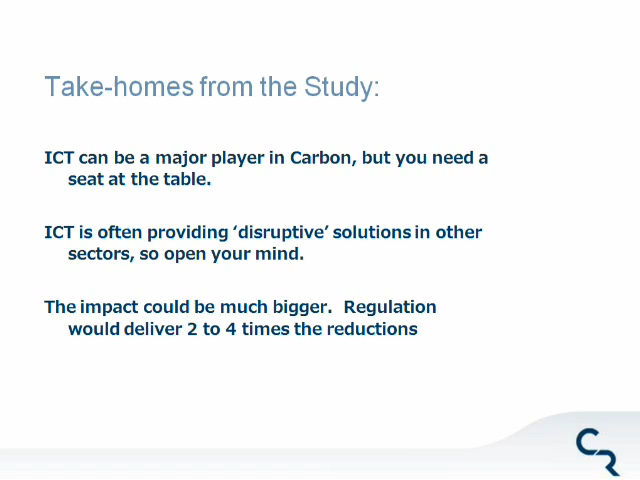 Take-homes from the Study:
ICT can be a major player in Carbon, but you need a
seat at the table.
ICT is often providing ‘disruptive’ solutions in other
sectors, so open your mind.
The impact could be much bigger.  Regulation
would deliver 2 to 4 times the reductions
CR